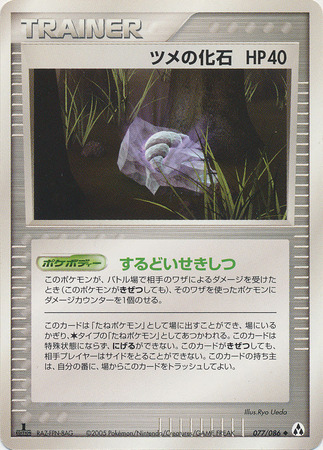 TRAINER
ツメの化石 HP40
ポケボディー するどいせきしつ
このポケモンが、バトル場で相手のワザによるダメージを受けた
とき(このポケモンがきぜつしても)、そのワザを使ったポケモンに
ダメージカウンターを1個のせる。
このカードは「たねポケモン」として場に出すことができ、場にいる
かぎり、★タイプの「たねポケモン」としてあつかわれる。このカードは
特殊状態にならず、にげるができない。このカードがきぜつしても、
相手プレイヤーはサイドをとることができない。このカードの持ち主
は、自分の番に、場からこのカードをトラッシュしてよい。
Illus.Ryo Ueda
1
RAZ-FPN-8AG
©2005 Pokémon/Nintendo/Creatures/GAME FREAK
077/086 ◆